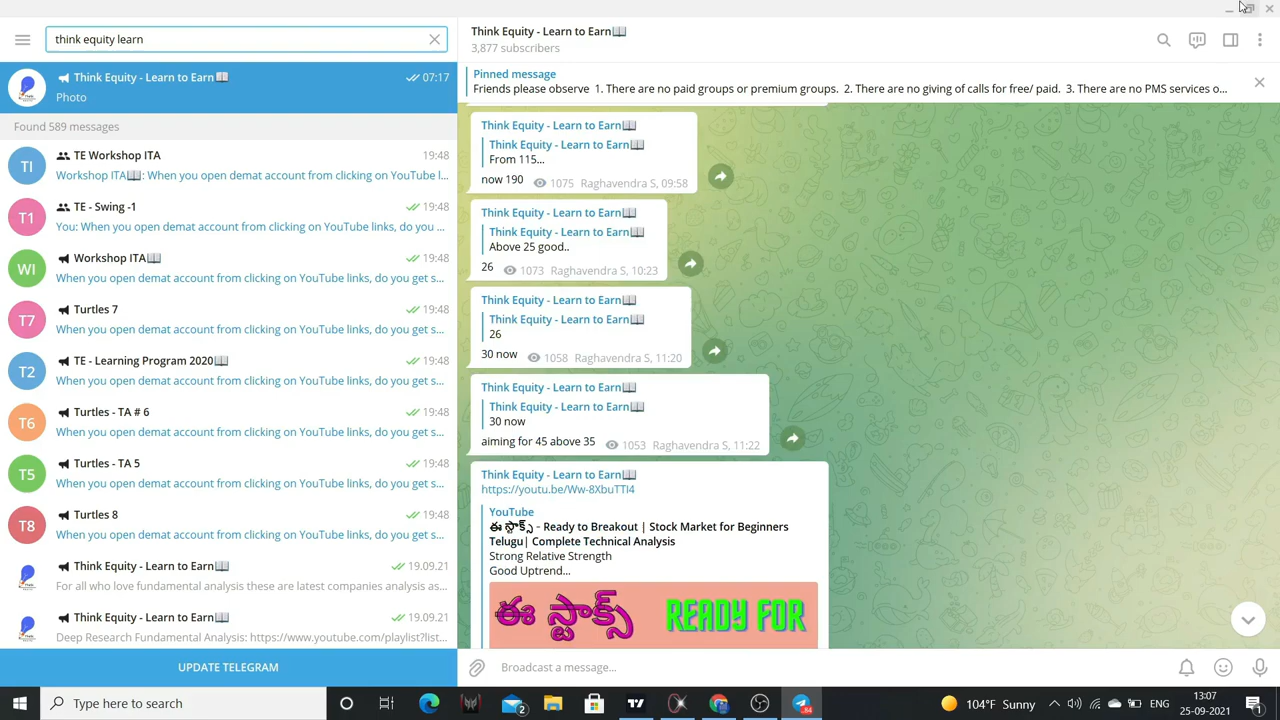 think equity learn
Think Equity - Learn to Earn📖
07:17
Photo
Found 589 messages
TI
TE Workshop ITA
19:48
Workshop ITA📖: When you open demat account from clicking on YouTube l...
T1
TE - Swing -1
19:48
You: When you open demat account from clicking on YouTube links, do you ...
WI
Workshop ITA📖
19:48
When you open demat account from clicking on YouTube links, do you get s...
T7
Turtles 7
19:48
When you open demat account from clicking on YouTube links, do you get s...
T2
TE - Learning Program 2020📖
19:48
When you open demat account from clicking on YouTube links, do you get s...
T6
Turtles - TA # 6
19:48
When you open demat account from clicking on YouTube links, do you get s...
T5
Turtles - TA 5
19:48
When you open demat account from clicking on YouTube links, do you get s...
T8
Turtles 8
19:48
When you open demat account from clicking on YouTube links, do you get s...
Think Equity - Learn to Earn📖
19.09.21
For all who love fundamental analysis these are latest companies analysis as...
Think Equity - Learn to Earn📖
19.09.21
Deep Research Fundamental Analysis: https://www.youtube.com/playlist?list...
UPDATE TELEGRAM
Think Equity - Learn to Earn📖
3,877 subscribers
Pinned message
Friends please observe 1. There are no paid groups or premium groups. 2. There are no giving of calls for free/ paid. 3. There are no PMS services o...
Think Equity - Learn to Earn📖
Think Equity - Learn to Earn📖
From 115...
now 190 1075 Raghavendra S, 09:58
Think Equity - Learn to Earn📖
Think Equity - Learn to Earn📖
Above 25 good..
26 1073 Raghavendra S, 10:23
Think Equity - Learn to Earn📖
Think Equity - Learn to Earn📖
26
30 now 1058 Raghavendra S, 11:20
Think Equity - Learn to Earn📖
Think Equity - Learn to Earn📖
30 now
aiming for 45 above 35 1053 Raghavendra S, 11:22
Think Equity - Learn to Earn📖
https://youtu.be/Ww-8XbuTTI4
YouTube
ఈ స్టాక్స్ - Ready to Breakout | Stock Market for Beginners
Telugu| Complete Technical Analysis
Strong Relative Strength
Good Uptrend...
ఈ స్టాక్స్ READY FOR
Broadcast a message...
Type here to search
2
84
104°F Sunny
ENG
13:07
25-09-2021
1